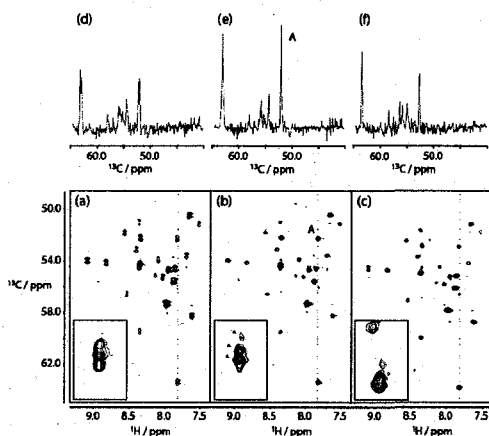 (d) (e) (f)
A
60.0 50.0 60.0 50.0 60.0 50.0
¹³C / ppm ¹³C / ppm ¹³C / ppm
50.0 (a) (b) (c)
A
54.0
¹³C / ppm
58.0
62.0
9.0 8.5 8.0 7.5 9.0 8.5 8.0 7.5 9.0 8.5 8.0 7.5
¹H / ppm ¹H / ppm ¹H / ppm